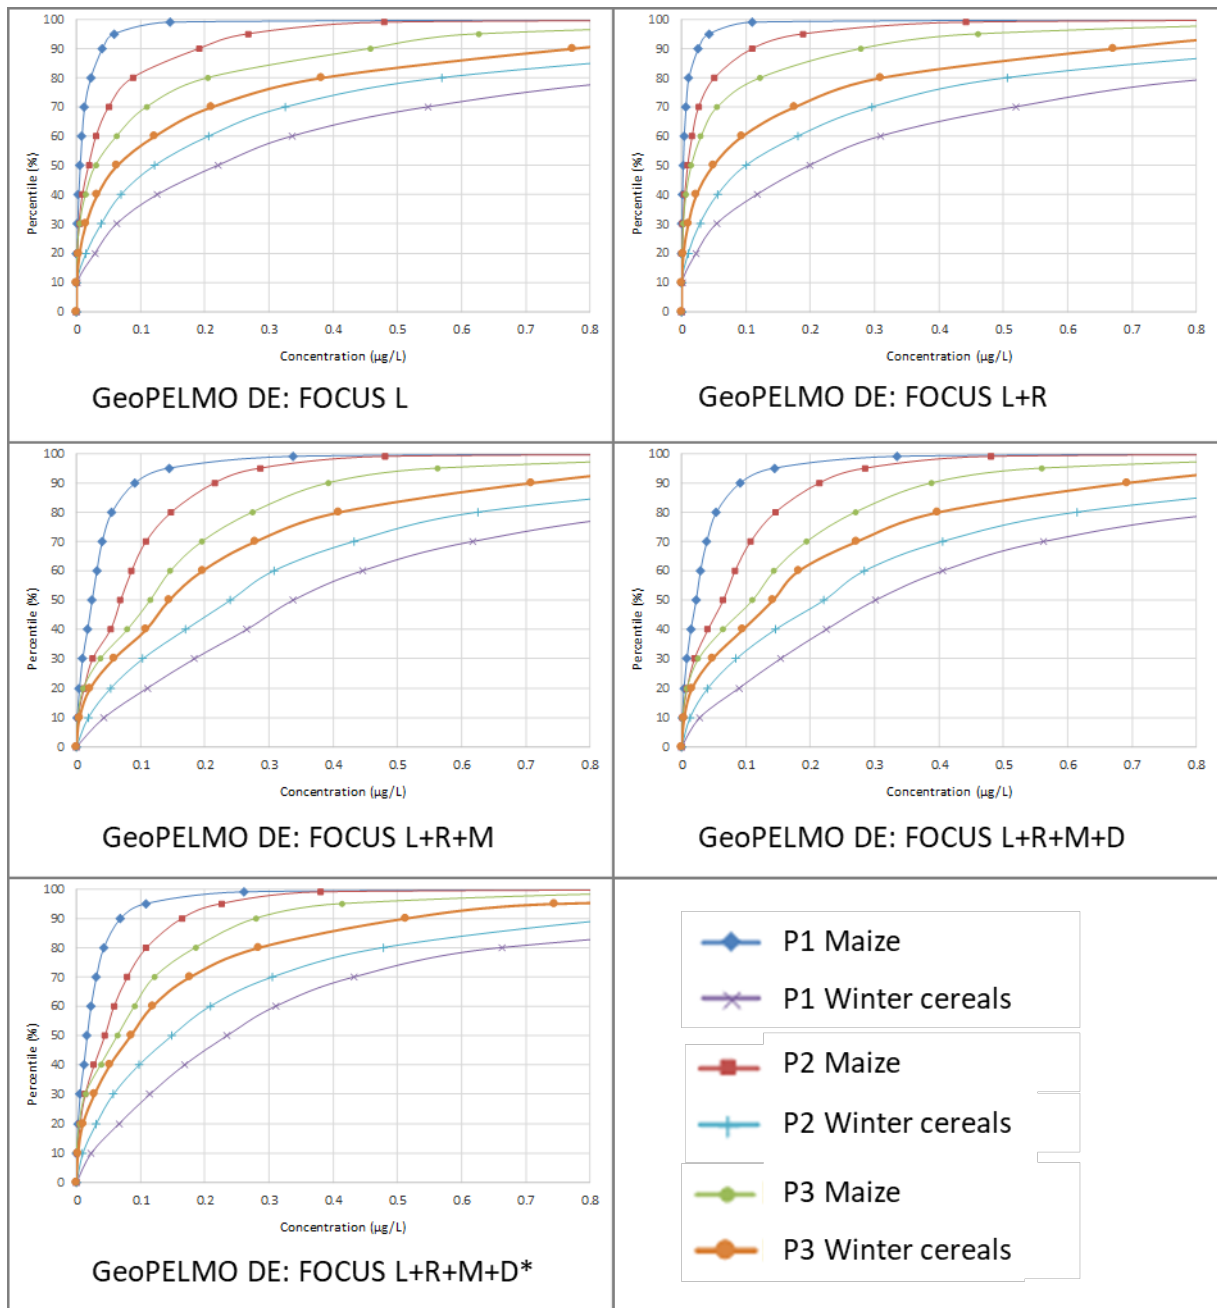 100
90
80
70
60
50
40
30
20
10
0
Percentile (%)
0 0.1 0.2 0.3 0.4 0.5 0.6 0.7 0.8
Concentration (µg/L)
GeoPELMO DE: FOCUS L
100
90
80
70
60
50
40
30
20
10
0
Percentile (%)
0 0.1 0.2 0.3 0.4 0.5 0.6 0.7 0.8
Concentration (µg/L)
GeoPELMO DE: FOCUS L+R
100
90
80
70
60
50
40
30
20
10
0
Percentile (%)
0 0.1 0.2 0.3 0.4 0.5 0.6 0.7 0.8
Concentration (µg/L)
GeoPELMO DE: FOCUS L+R+M
100
90
80
70
60
50
40
30
20
10
0
Percentile (%)
0 0.1 0.2 0.3 0.4 0.5 0.6 0.7 0.8
Concentration (µg/L)
GeoPELMO DE: FOCUS L+R+M+D
100
90
80
70
60
50
40
30
20
10
0
Percentile (%)
0 0.1 0.2 0.3 0.4 0.5 0.6 0.7 0.8
Concentration (µg/L)
GeoPELMO DE: FOCUS L+R+M+D*
P1 Maize
P1 Winter cereals
P2 Maize
P2 Winter cereals
P3 Maize
P3 Winter cereals